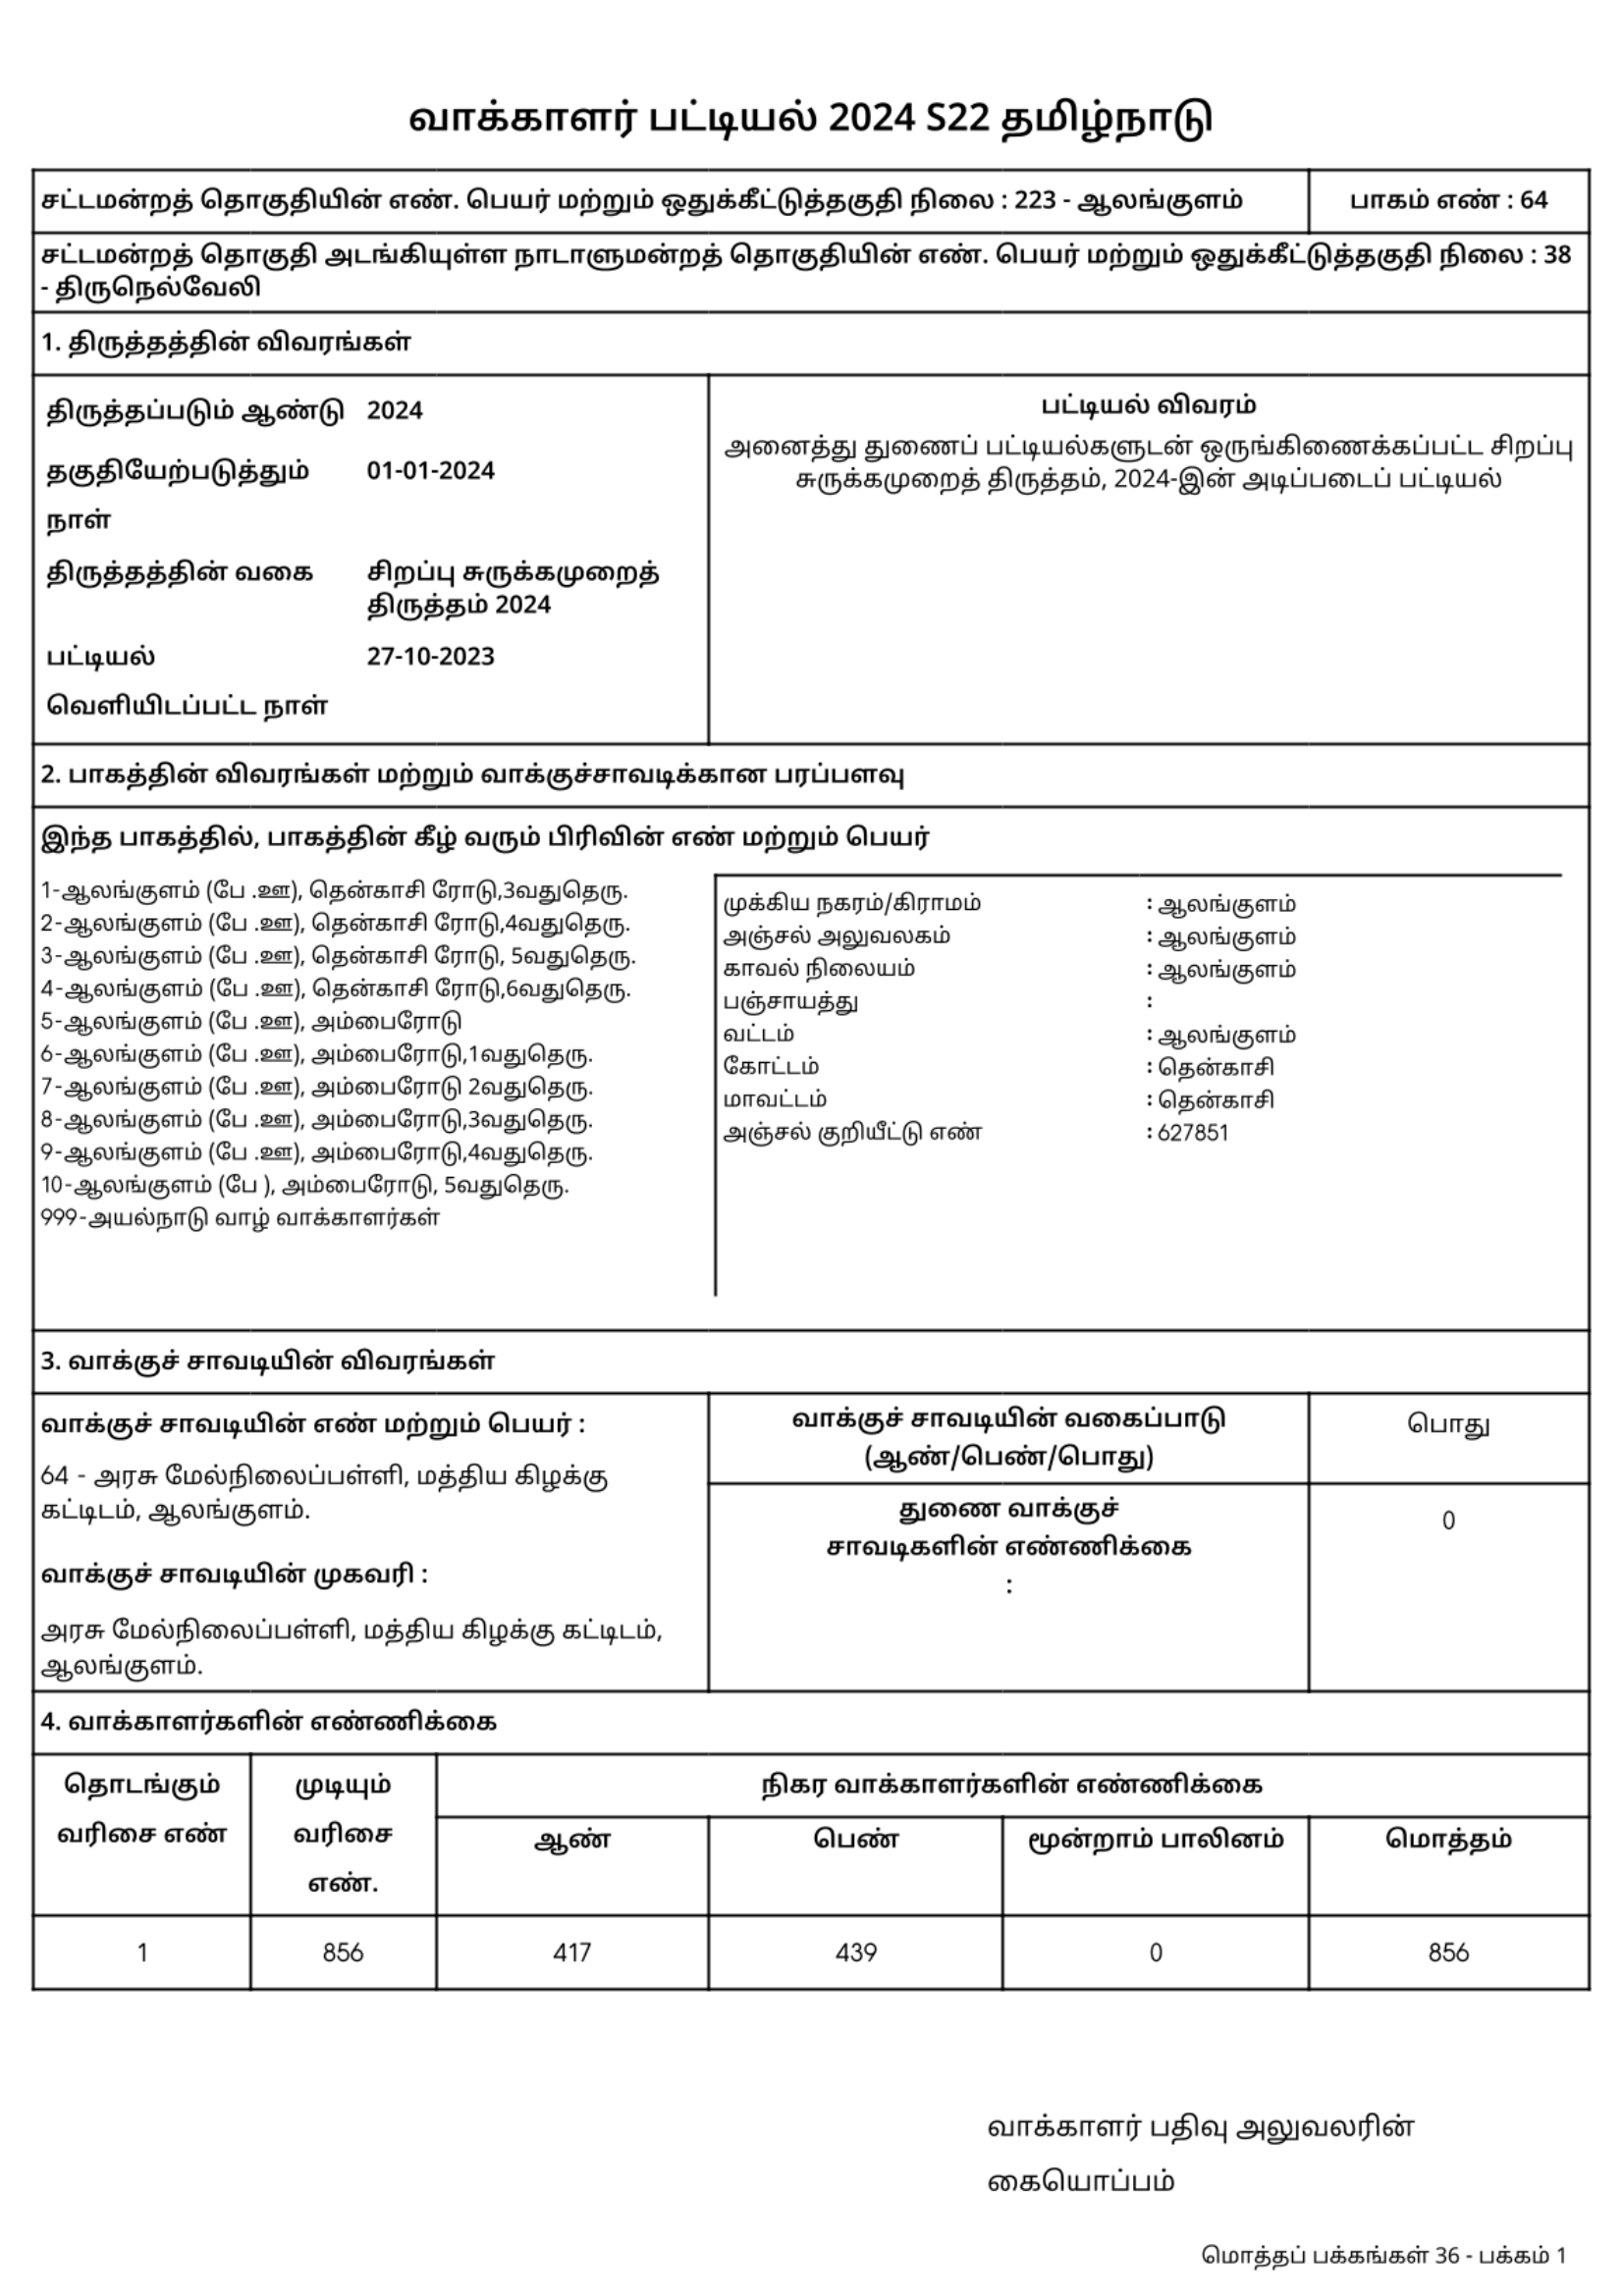 வாக்காளர் பட்டியல் 2024 S22 தமிழ்நாடு
சட்டமன்றத் தொகுதியின் எண். பெயர் மற்றும் ஒதுக்கீட்டுத்தகுதி நிலை : 223 - ஆலங்குளம்
பாகம் எண் : 64
சட்டமன்றத் தொகுதி அடங்கியுள்ள நாடாளுமன்றத் தொகுதியின் எண். பெயர் மற்றும் ஒதுக்கீட்டுத்தகுதி நிலை : 38
- திருநெல்வேலி
1. திருத்தத்தின் விவரங்கள்
திருத்தப்படும் ஆண்டு 2024
தகுதியேற்படுத்தும் 01-01-2024
நாள்
திருத்தத்தின் வகை சிறப்பு சுருக்கமுறைத்
திருத்தம் 2024
பட்டியல் 27-10-2023
வெளியிடப்பட்ட நாள்
பட்டியல் விவரம்
அனைத்து துணைப் பட்டியல்களுடன் ஒருங்கிணைக்கப்பட்ட சிறப்பு
சுருக்கமுறைத் திருத்தம், 2024-இன் அடிப்படைப் பட்டியல்
2. பாகத்தின் விவரங்கள் மற்றும் வாக்குச்சாவடிக்கான பரப்பளவு
இந்த பாகத்தில், பாகத்தின் கீழ் வரும் பிரிவின் எண் மற்றும் பெயர்
1-ஆலங்குளம் (பே .ஊ), தென்காசி ரோடு,3வதுதெரு.
2-ஆலங்குளம் (பே .ஊ), தென்காசி ரோடு,4வதுதெரு.
3-ஆலங்குளம் (பே .ஊ), தென்காசி ரோடு, 5வதுதெரு.
4-ஆலங்குளம் (பே .ஊ), தென்காசி ரோடு,6வதுதெரு.
5-ஆலங்குளம் (பே .ஊ), அம்பைரோடு
6-ஆலங்குளம் (பே .ஊ), அம்பைரோடு,1வதுதெரு.
7-ஆலங்குளம் (பே .ஊ), அம்பைரோடு 2வதுதெரு.
8-ஆலங்குளம் (பே .ஊ), அம்பைரோடு,3வதுதெரு.
9-ஆலங்குளம் (பே .ஊ), அம்பைரோடு,4வதுதெரு.
10-ஆலங்குளம் (பே ), அம்பைரோடு, 5வதுதெரு.
999-அயல்நாடு வாழ் வாக்காளர்கள்
முக்கிய நகரம்/கிராமம் : ஆலங்குளம்
அஞ்சல் அலுவலகம் : ஆலங்குளம்
காவல் நிலையம் : ஆலங்குளம்
பஞ்சாயத்து :
வட்டம் : ஆலங்குளம்
கோட்டம் : தென்காசி
மாவட்டம் : தென்காசி
அஞ்சல் குறியீட்டு எண் : 627851
3. வாக்குச் சாவடியின் விவரங்கள்
வாக்குச் சாவடியின் எண் மற்றும் பெயர் :
64 - அரசு மேல்நிலைப்பள்ளி, மத்திய கிழக்கு
கட்டிடம், ஆலங்குளம்.
வாக்குச் சாவடியின் முகவரி :
அரசு மேல்நிலைப்பள்ளி, மத்திய கிழக்கு கட்டிடம்,
ஆலங்குளம்.
வாக்குச் சாவடியின் வகைப்பாடு
(ஆண்/பெண்/பொது)
பொது
துணை வாக்குச்
சாவடிகளின் எண்ணிக்கை
:
0
4. வாக்காளர்களின் எண்ணிக்கை
தொடங்கும்
வரிசை எண்
முடியும்
வரிசை
எண்.
நிகர வாக்காளர்களின் எண்ணிக்கை
ஆண் பெண் மூன்றாம் பாலினம் மொத்தம்
1 856 417 439 0 856
வாக்காளர் பதிவு அலுவலரின்
கையொப்பம்
மொத்தப் பக்கங்கள் 36 - பக்கம் 1